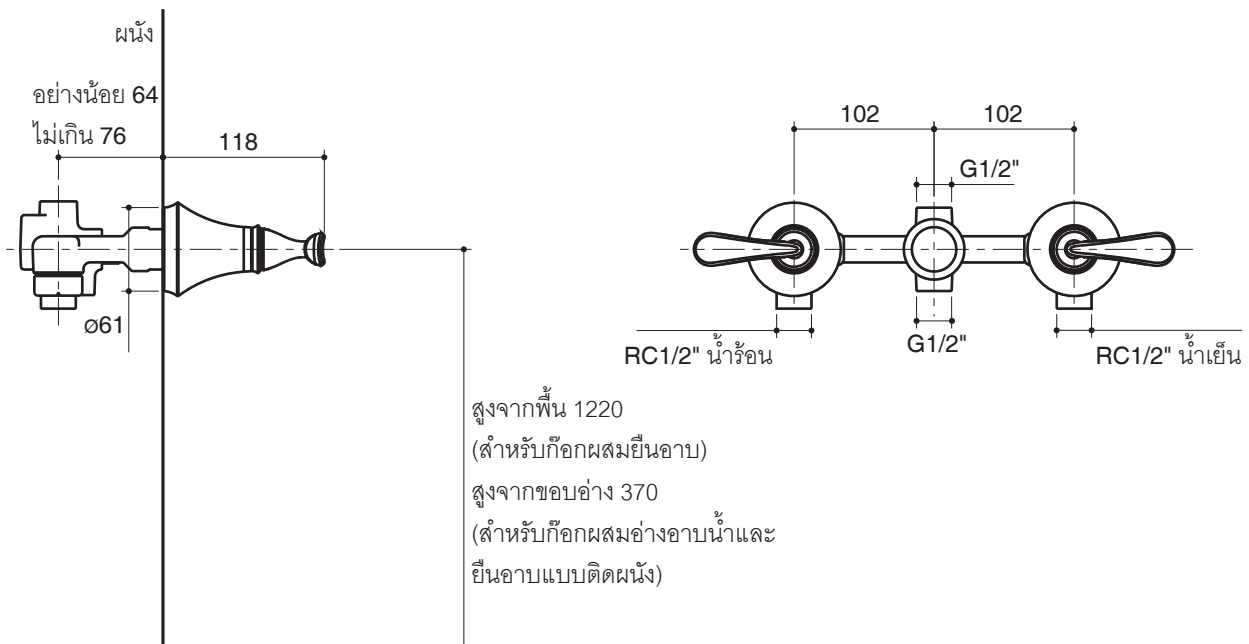 ผนัง
อย่างน้อย 64
ไม่เกิน 76
118
Ø61
102
102
G1/2"
G1/2"
RC1/2" น้ำร้อน
RC1/2" น้ำเย็น
สูงจากพื้น 1220
(สำหรับก๊อกผสมยืนอาบ)
สูงจากขอบอ่าง 370
(สำหรับก๊อกผสมอ่างอาบน้ำและ
ยืนอาบแบบติดผนัง)